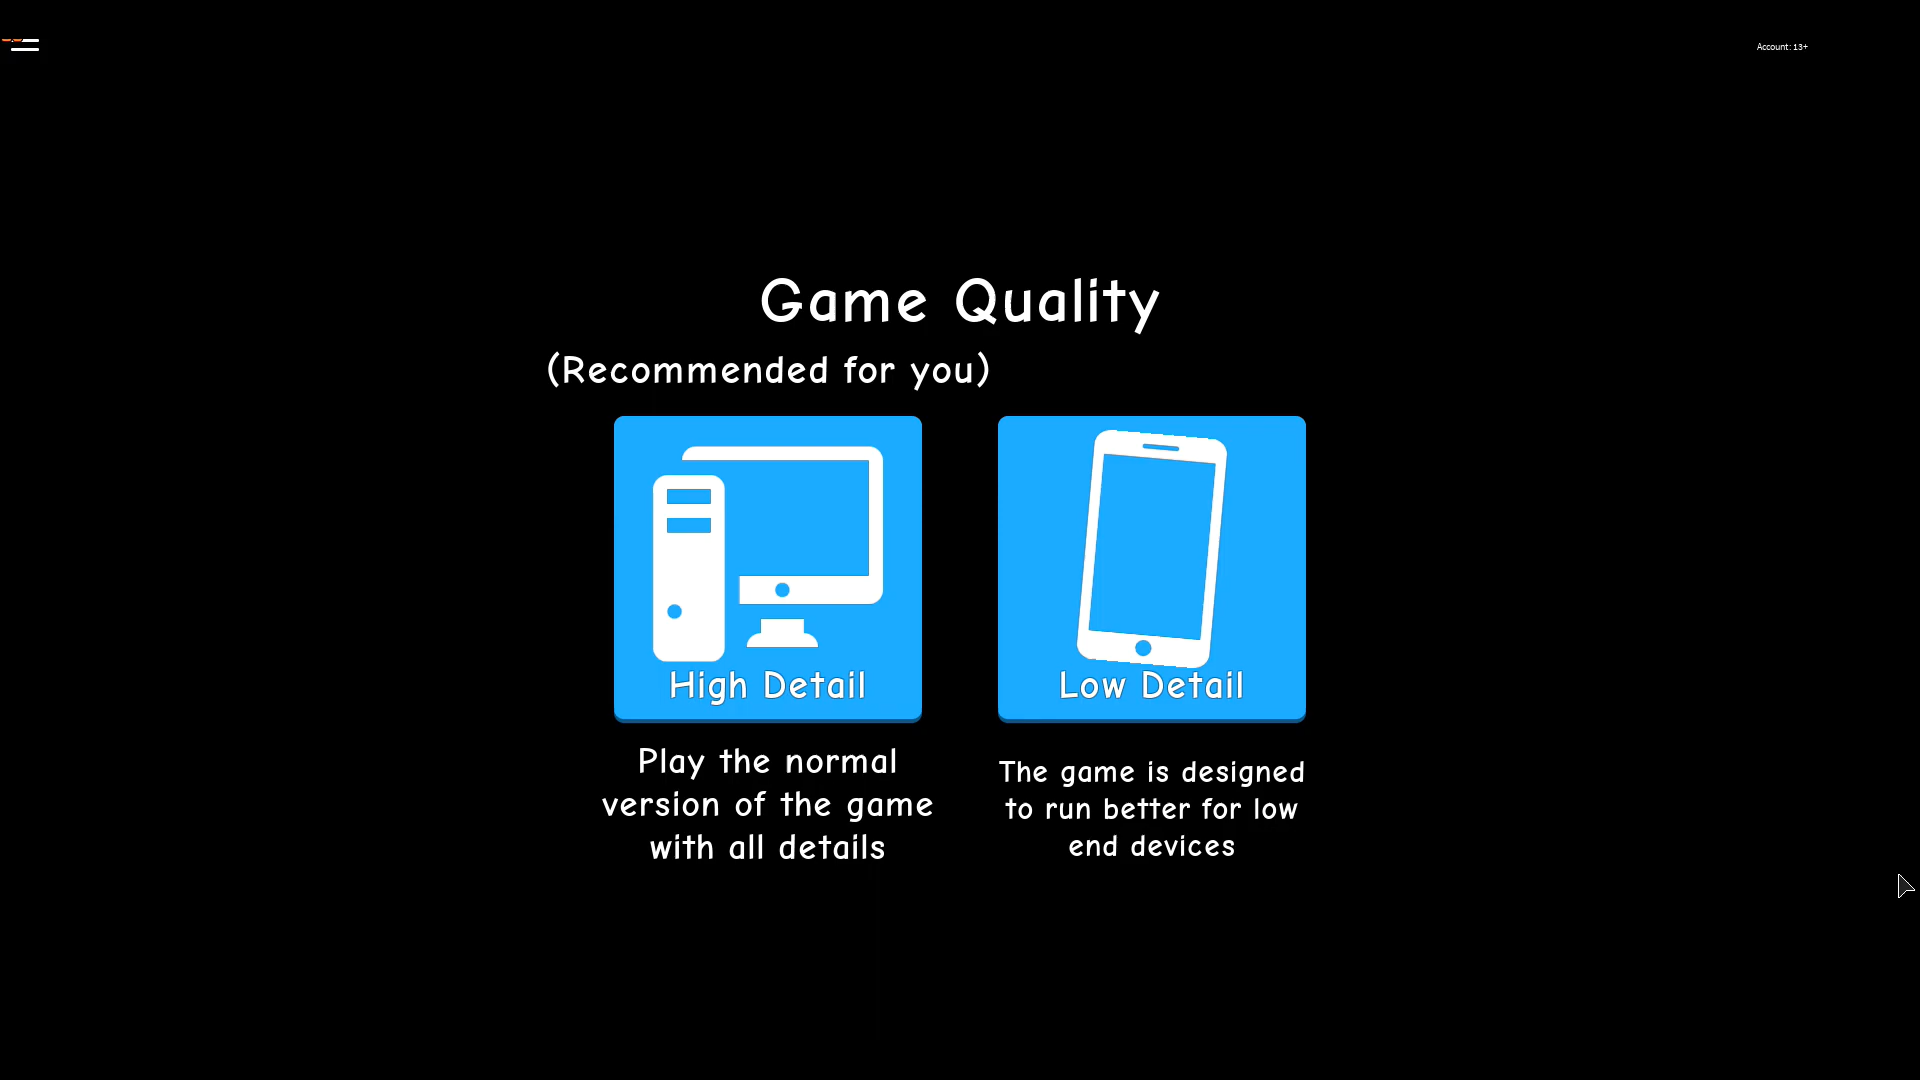 Account: 13+
Game Quality
(Recommended for you)
High Detail
Low Detail
Play the normal
version of the game
with all details
The game is designed
to run better for low
end devices